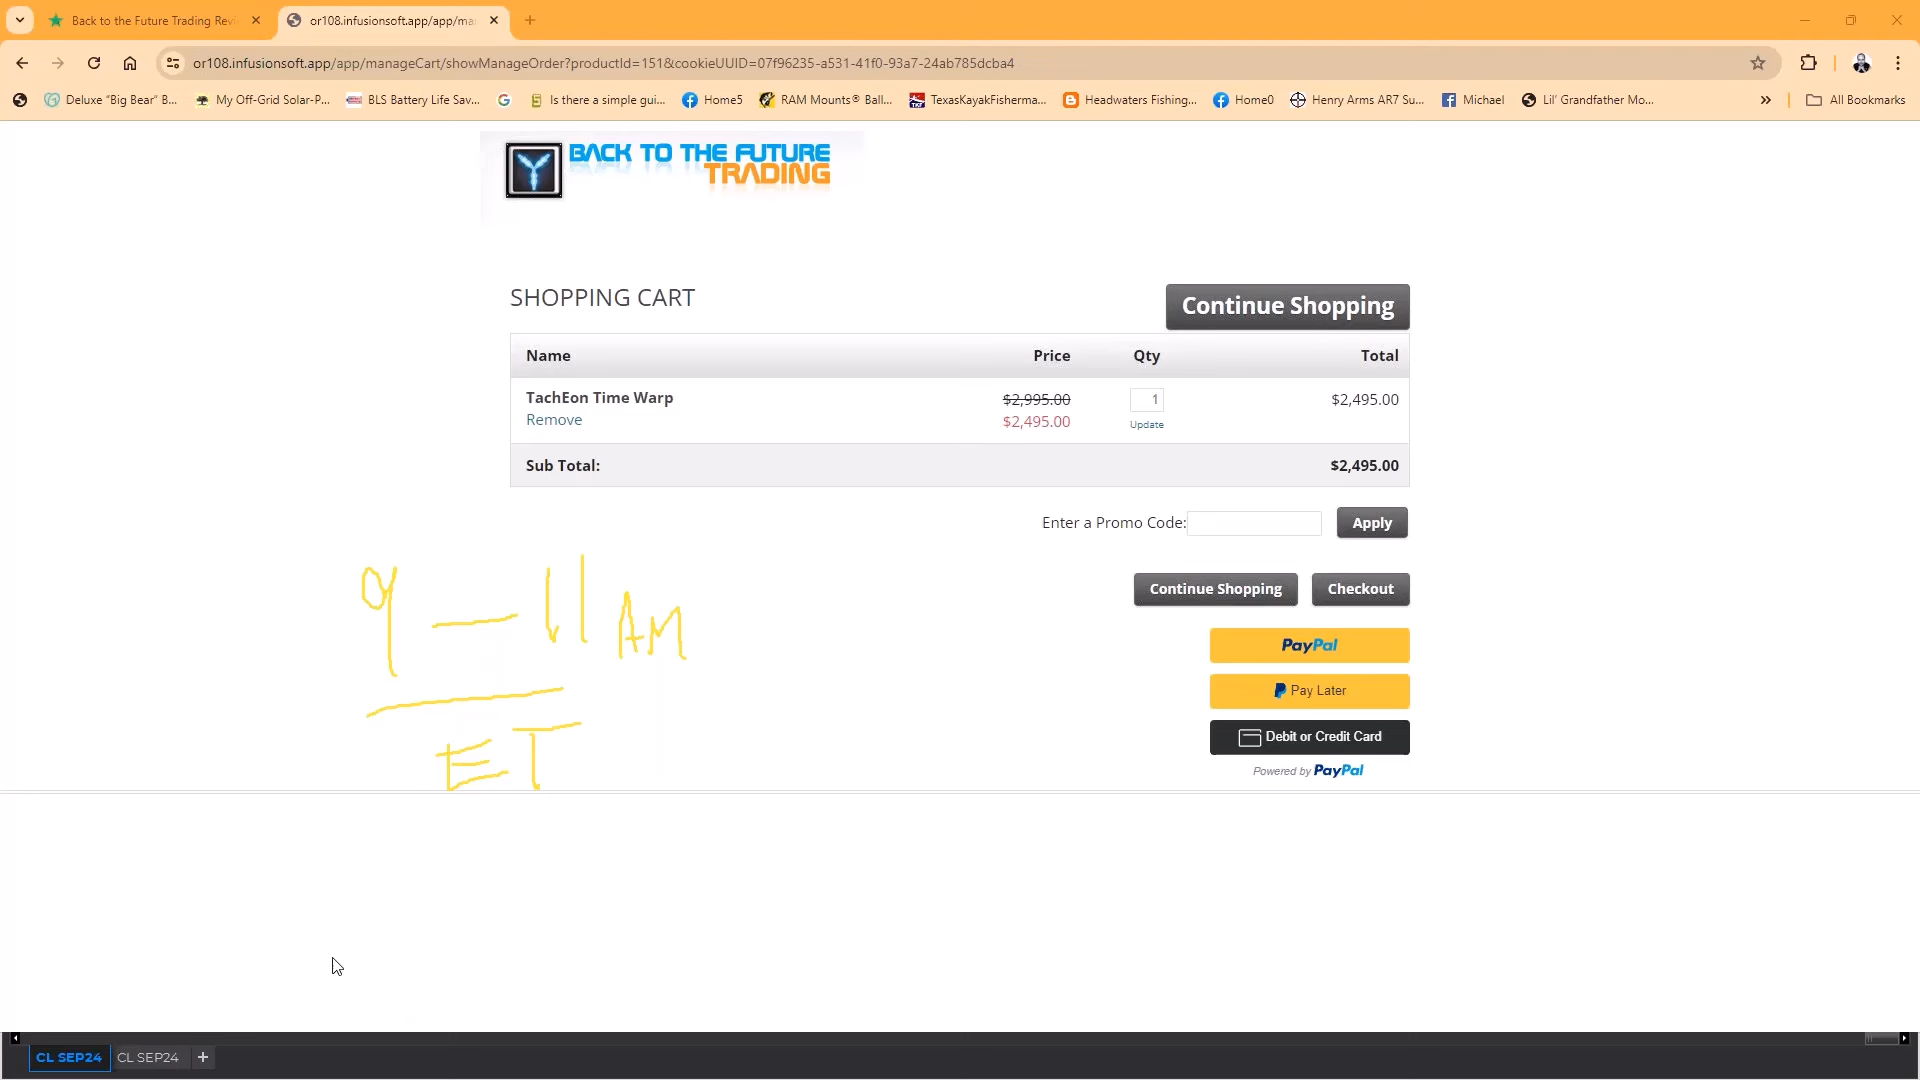 Back to the Future Trading Revi
or108.infusionsoft.app/app/ma
or108.infusionsoft.app/app/manageCart/showManageOrder?productId=151&cookieUUID=07f96235-a531-41f0-93a7-24ab785dcba4
Deluxe "Big Bear" B... My Off-Grid Solar-P... BLS Battery Life Sav... Is there a simple gui... Home5 RAM Mounts® Ball... TexasKayakFisherma... Headwaters Fishing,... Home0 Henry Arms AR7 Su... Michael Lil' Grandfather Mo... All Bookmarks
BACK TO THE FUTURE
TRADING
SHOPPING CART
Continue Shopping
Name Price Qty Total
TachEon Time Warp $2,995.00 1 $2,495.00
Remove $2,495.00 Update
Sub Total: $2,495.00
Enter a Promo Code: Apply
Continue Shopping Checkout
9 — 11 AM
ET
PayPal
Pay Later
Debit or Credit Card
Powered by PayPal
CL SEP24 CL SEP24 +